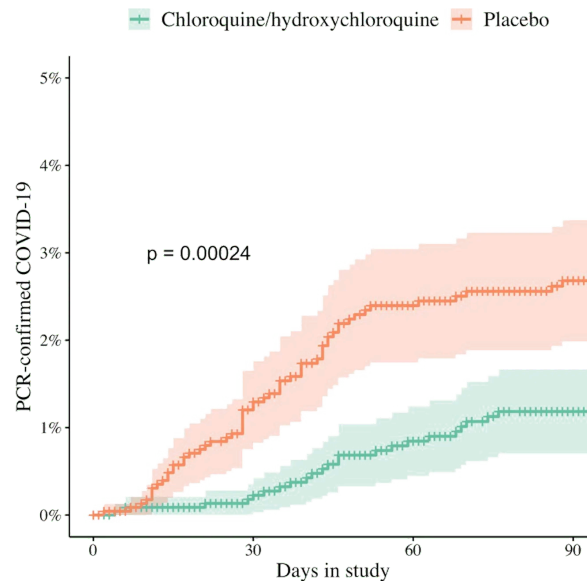 Chloroquine/hydroxychloroquine Placebo
5%
4%
p = 0.00024
3%
2%
1%
0%
PCR-confirmed COVID-19
0 30 60 90
Days in study